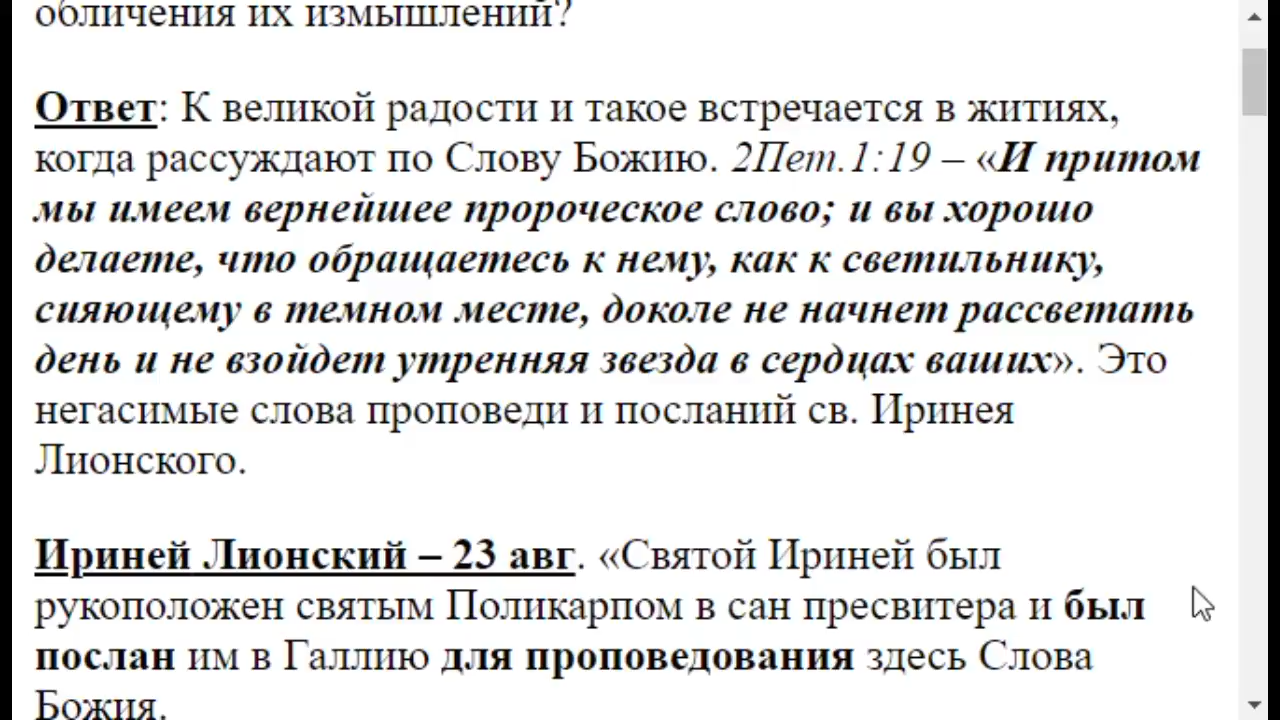 обличения их измышлений?
Ответ: К великой радости и такое встречается в житиях,
когда рассуждают по Слову Божию. 2Пет.1:19 – «И притом
мы имеем вернейшее пророческое слово; и вы хорошо
делаете, что обращаетесь к нему, как к светильнику,
сияющему в темном месте, доколе не начнет рассветать
день и не взойдет утренняя звезда в сердцах ваших». Это
негасимые слова проповеди и посланий св. Иринея
Лионского.
Ириней Лионский – 23 авг. «Святой Ириней был
рукоположен святым Поликарпом в сан пресвитера и был
послан им в Галлию для проповедования здесь Слова
Божия.